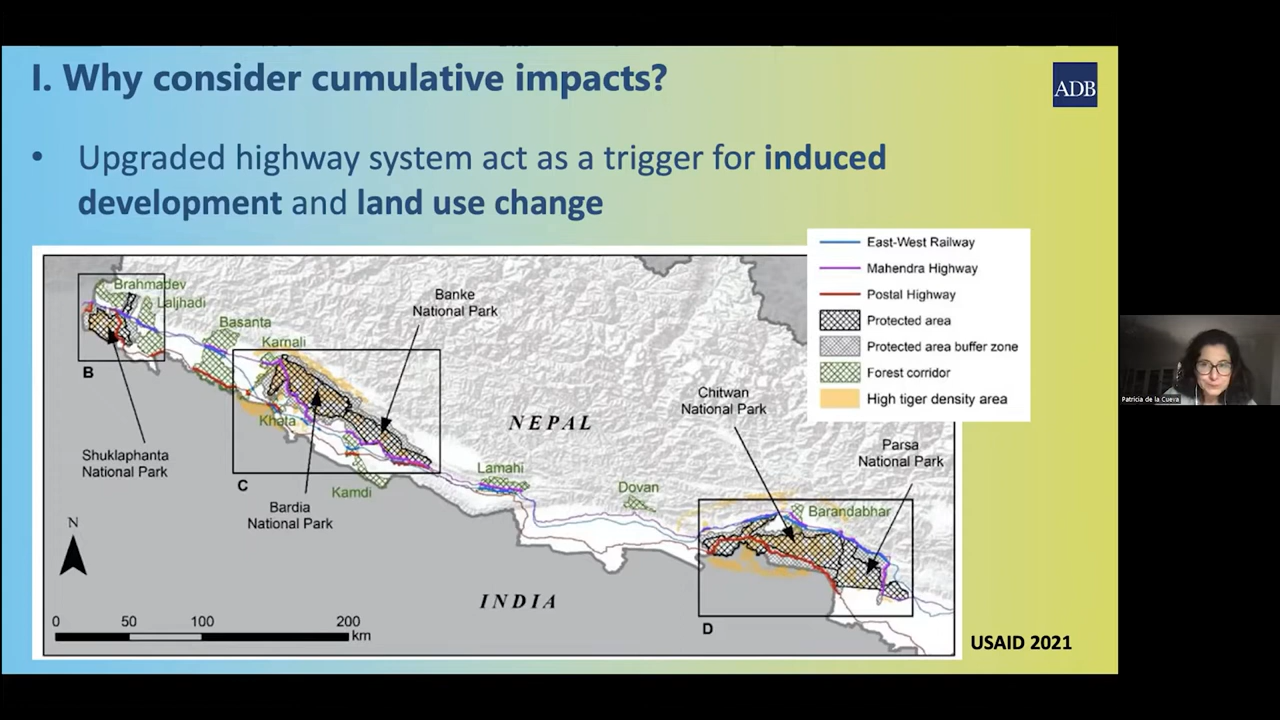 I. Why consider cumulative impacts?
ADB
• Upgraded highway system act as a trigger for induced
development and land use change
East-West Railway
Mahendra Highway
Postal Highway
Protected area
Protected area buffer zone
Forest corridor
High tiger density area
Brahmadev
Laljhadi
Basanta
Karnali
Banke
National Park
B
Khata
Chitwan
National Park
NEPAL
Parsa
National Park
Shuklaphanta
National Park
C
Kamdi
Bardia
National Park
Lamahi
Dovan
Barandabhar
N
INDIA
D
0 50 100 200
km
USAID 2021
Patricia de la Cueva